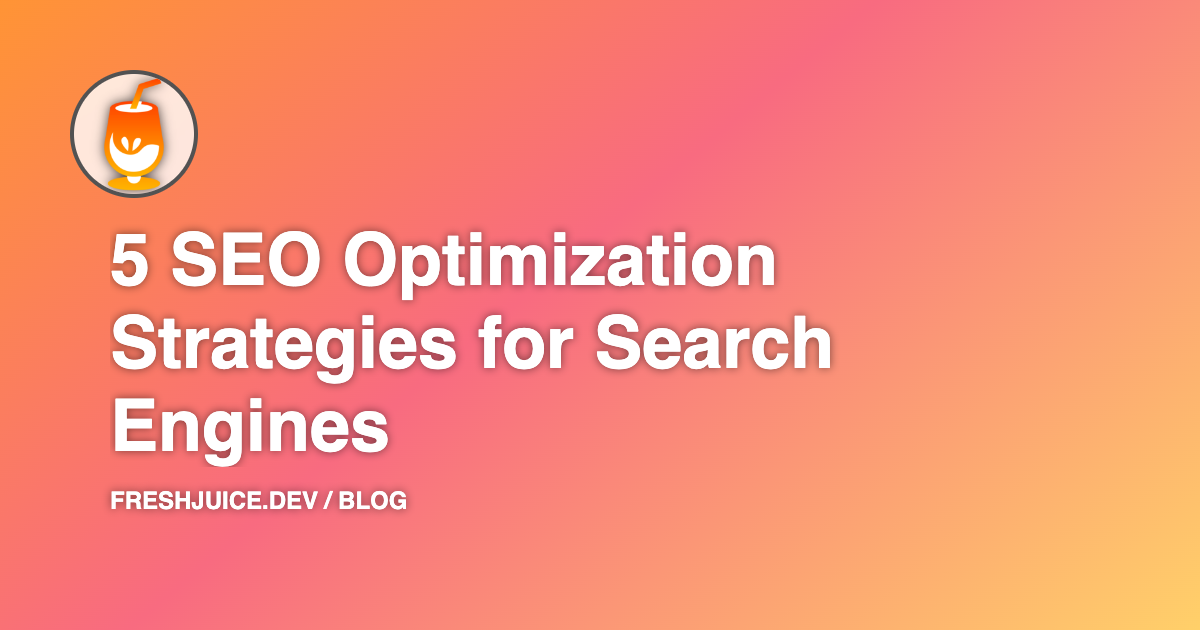 5 SEO Optimization
Strategies for Search
Engines
FRESHJUICE.DEV / BLOG